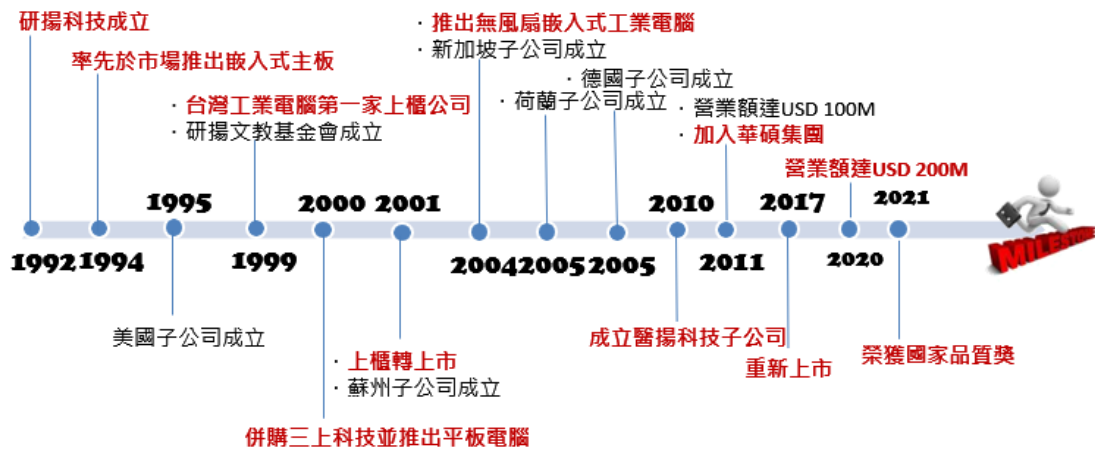 研揚科技成立
率先於市場推出嵌入式主板
· 台灣工業電腦第一家上櫃公司
· 研揚文教基金會成立
· 推出無風扇嵌入式工業電腦
· 新加坡子公司成立
· 荷蘭子公司成立
· 德國子公司成立
· 營業額達USD 100M
· 加入華碩集團
營業額達USD 200M
1995
2000
2001
2010
2017
2021
1992
1994
1999
2004
2005
2005
2011
2020
MILESTONE
美國子公司成立
· 上櫃轉上市
· 蘇州子公司成立
併購三上科技並推出平板電腦
成立醫揚科技子公司
重新上市
榮獲國家品質獎